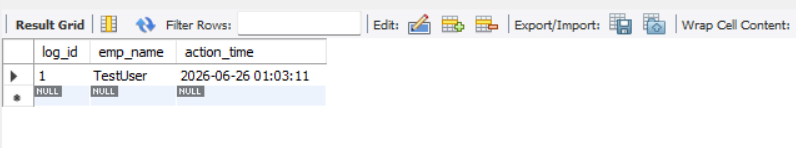 Result Grid Filter Rows: Edit: Export/Import: Wrap Cell Content:
log_id emp_name action_time
1 TestUser 2026-06-26 01:03:11
NULL NULL NULL